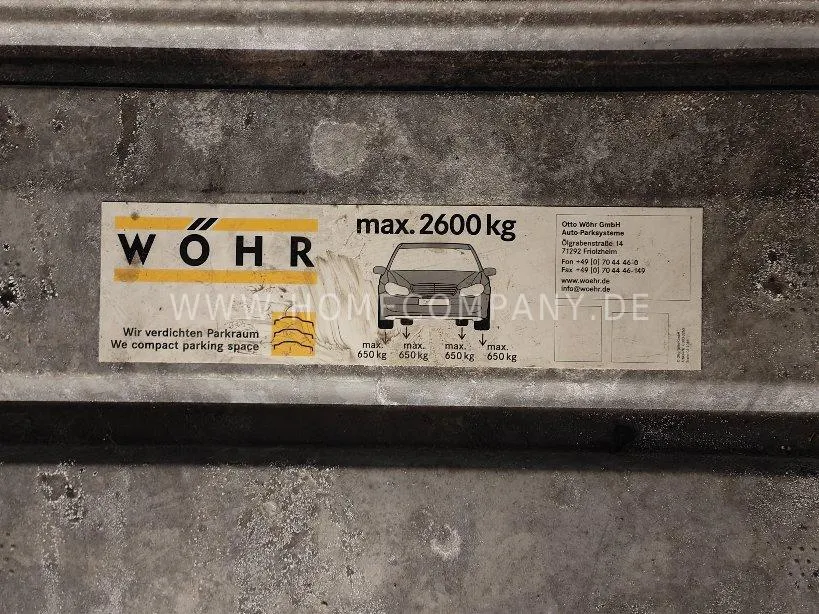 WÖHR
Wir verdichten Parkraum
We compact parking space
max. 2600 kg
max. max. max. max.
650 kg 650 kg 650 kg 650 kg
Otto Wöhr GmbH
Auto-Parksysteme
Ölgrabenstraße 14
71292 Friolzheim
Fon +49 [0] 70 44 46-0
Fax +49 [0] 70 44 46-149
www.woehr.de
info@woehr.de
WWW.HOMECOMPANY.DE